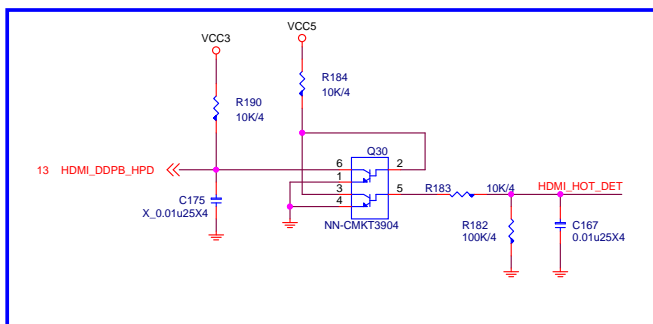 VCC5
VCC3
R184
10K/4
R190
10K/4
Q30
13 HDMI_DDPB_HPD
6
2
1
C175
X_0.01u25X4
3
5
R183
10K/4
HDMI_HOT_DET
4
NN-CMKT3904
R182
100K/4
C167
0.01u25X4